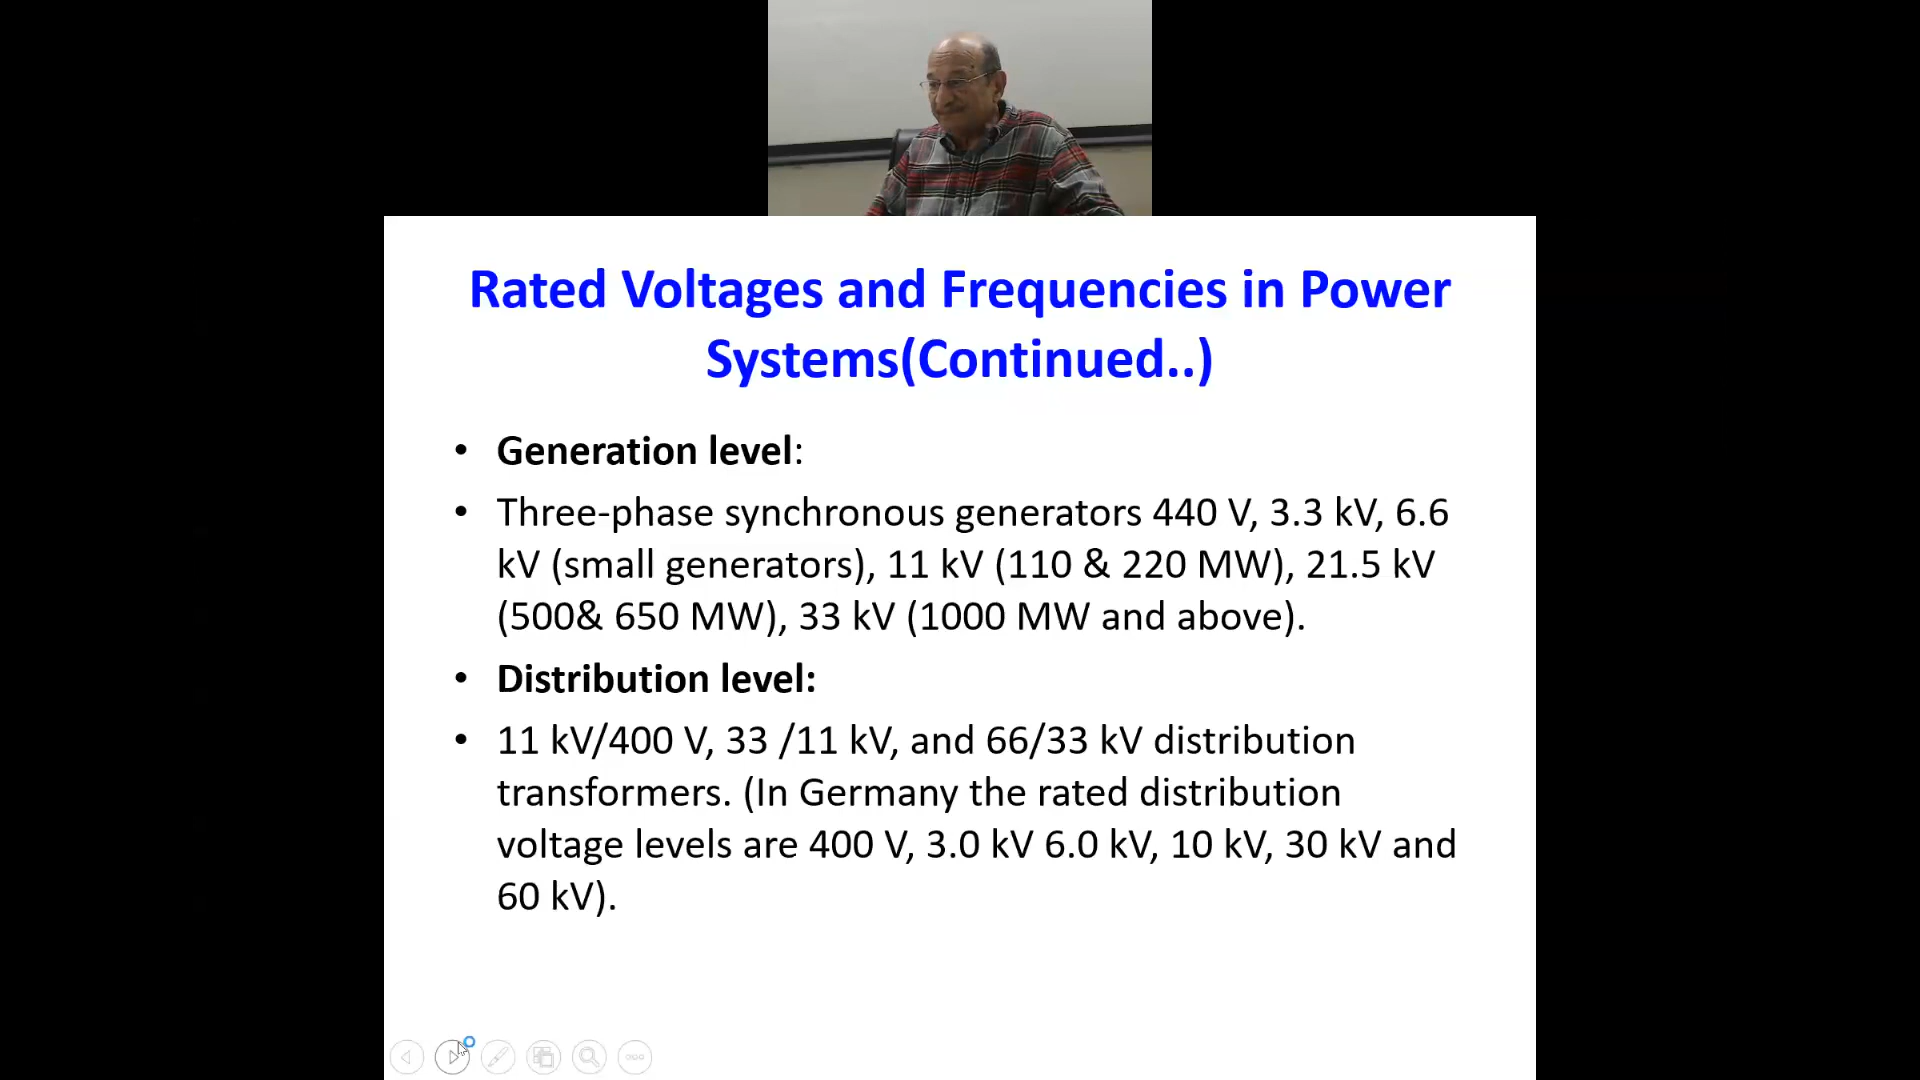 Rated Voltages and Frequencies in Power
Systems(Continued..)
• Generation level:
• Three-phase synchronous generators 440 V, 3.3 kV, 6.6
kV (small generators), 11 kV (110 & 220 MW), 21.5 kV
(500& 650 MW), 33 kV (1000 MW and above).
• Distribution level:
• 11 kV/400 V, 33 /11 kV, and 66/33 kV distribution
transformers. (In Germany the rated distribution
voltage levels are 400 V, 3.0 kV 6.0 kV, 10 kV, 30 kV and
60 kV).